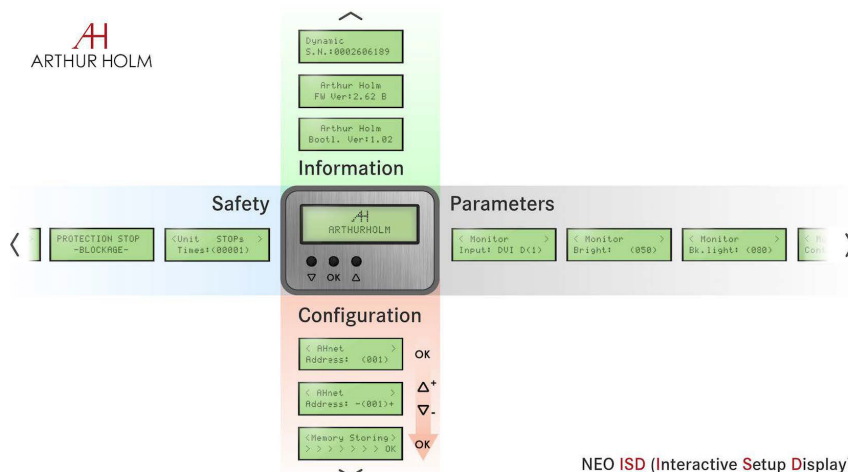 AH
ARTHUR HOLM
Dynamic
S.N.:0002606189
Arthur Holm
FW Ver:2.62 B
Arthur Holm
Bootl. Ver:1.02
Information
Safety
Parameters
PROTECTION STOP
-BLOCKAGE-
<Unit STOPs >
Times:(00001)
AH
ARTHURHOLM
▽ OK △
< Monitor >
Input: DVI D(1)
< Monitor >
Bright: (050)
< Monitor >
Bk.light: (080)
Configuration
< AHnet >
Address: (001)
OK
< AHnet >
Address: -(001)+
△+
▽-
<Memory Storing>
> > > > > > > OK
OK
NEO ISD (Interactive Setup Display)